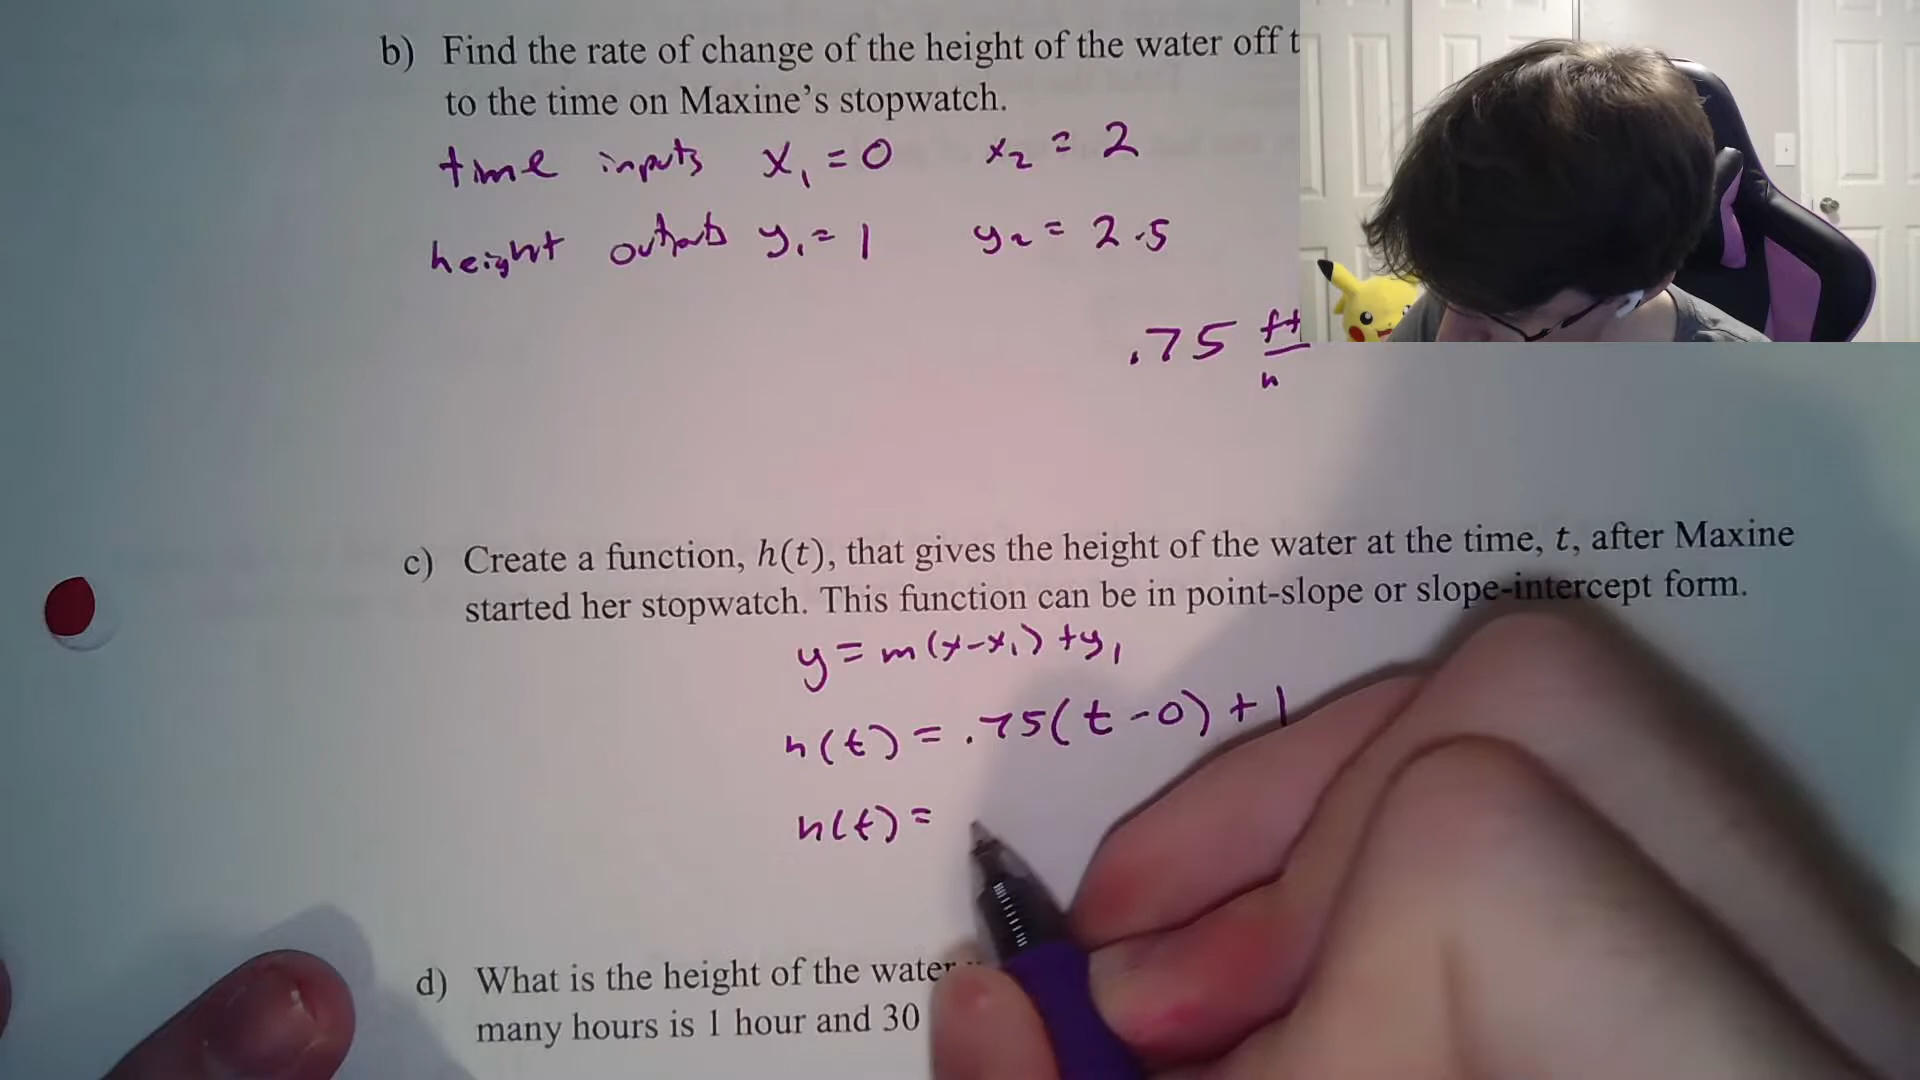 b) Find the rate of change of the height of the water off t
to the time on Maxine's stopwatch.
time inputs x₁ = 0 x₂ = 2
height outputs y₁ = 1 y₂ = 2.5
.75 ft/h
c) Create a function, h(t), that gives the height of the water at the time, t, after Maxine
started her stopwatch. This function can be in point-slope or slope-intercept form.
y = m(x-x₁) + y₁
h(t) = .75(t-0) + 1
h(t) =
d) What is the height of the water
many hours is 1 hour and 30